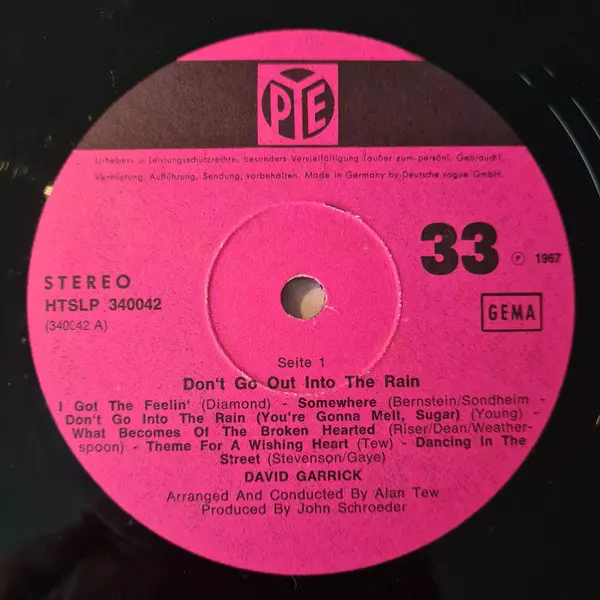 PYE
Urheber- u. Leistungsschutzrechte, besonders Vervielfältigung (außer zum persönl. Gebrauch),
Vermietung, Aufführung, Sendung, vorbehalten. Made in Germany by Deutsche vogue GmbH.
33 ℗ 1967
STEREO
HTSLP 340042
(340042 A)
GEMA
Seite 1
Don't Go Out Into The Rain
I Got The Feelin' (Diamond) - Somewhere (Bernstein/Sondheim -
Don't Go Into The Rain (You're Gonna Melt, Sugar) (Young) -
What Becomes Of The Broken Hearted (Riser/Dean/Weather-
spoon) - Theme For A Wishing Heart (Tew) - Dancing In The
Street (Stevenson/Gaye)
DAVID GARRICK
Arranged And Conducted By Alan Tew
Produced By John Schroeder